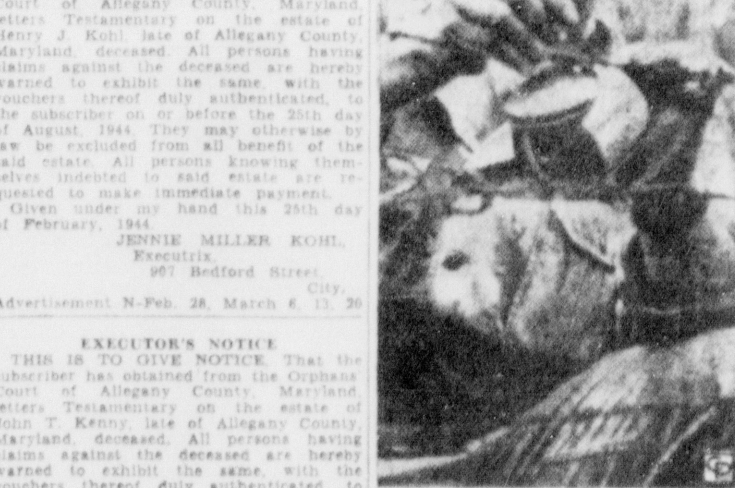 Court of Allegany County, Maryland,
etters Testamentary on the estate of
Henry J. Kohl, late of Allegany County,
Maryland, deceased. All persons having
claims against the deceased are hereby
warned to exhibit the same, with the
vouchers thereof duly authenticated, to
the subscriber on or before the 25th day
of August, 1944. They may otherwise by
aw be excluded from all benefit of the
said estate. All persons knowing them-
selves indebted to said estate are re-
quested to make immediate payment.
Given under my hand this 25th day
of February, 1944.
JENNIE MILLER KOHL,
Executrix,
907 Bedford Street,
City.
Advertisement N-Feb. 28, March 6, 13, 20
EXECUTOR'S NOTICE
THIS IS TO GIVE NOTICE, That the
subscriber has obtained from the Orphans
Court of Allegany County, Maryland,
etters Testamentary on the estate of
John T. Kenny, late of Allegany County,
Maryland, deceased. All persons having
claims against the deceased are hereby
warned to exhibit the same, with the
vouchers thereof duly authenticated, to